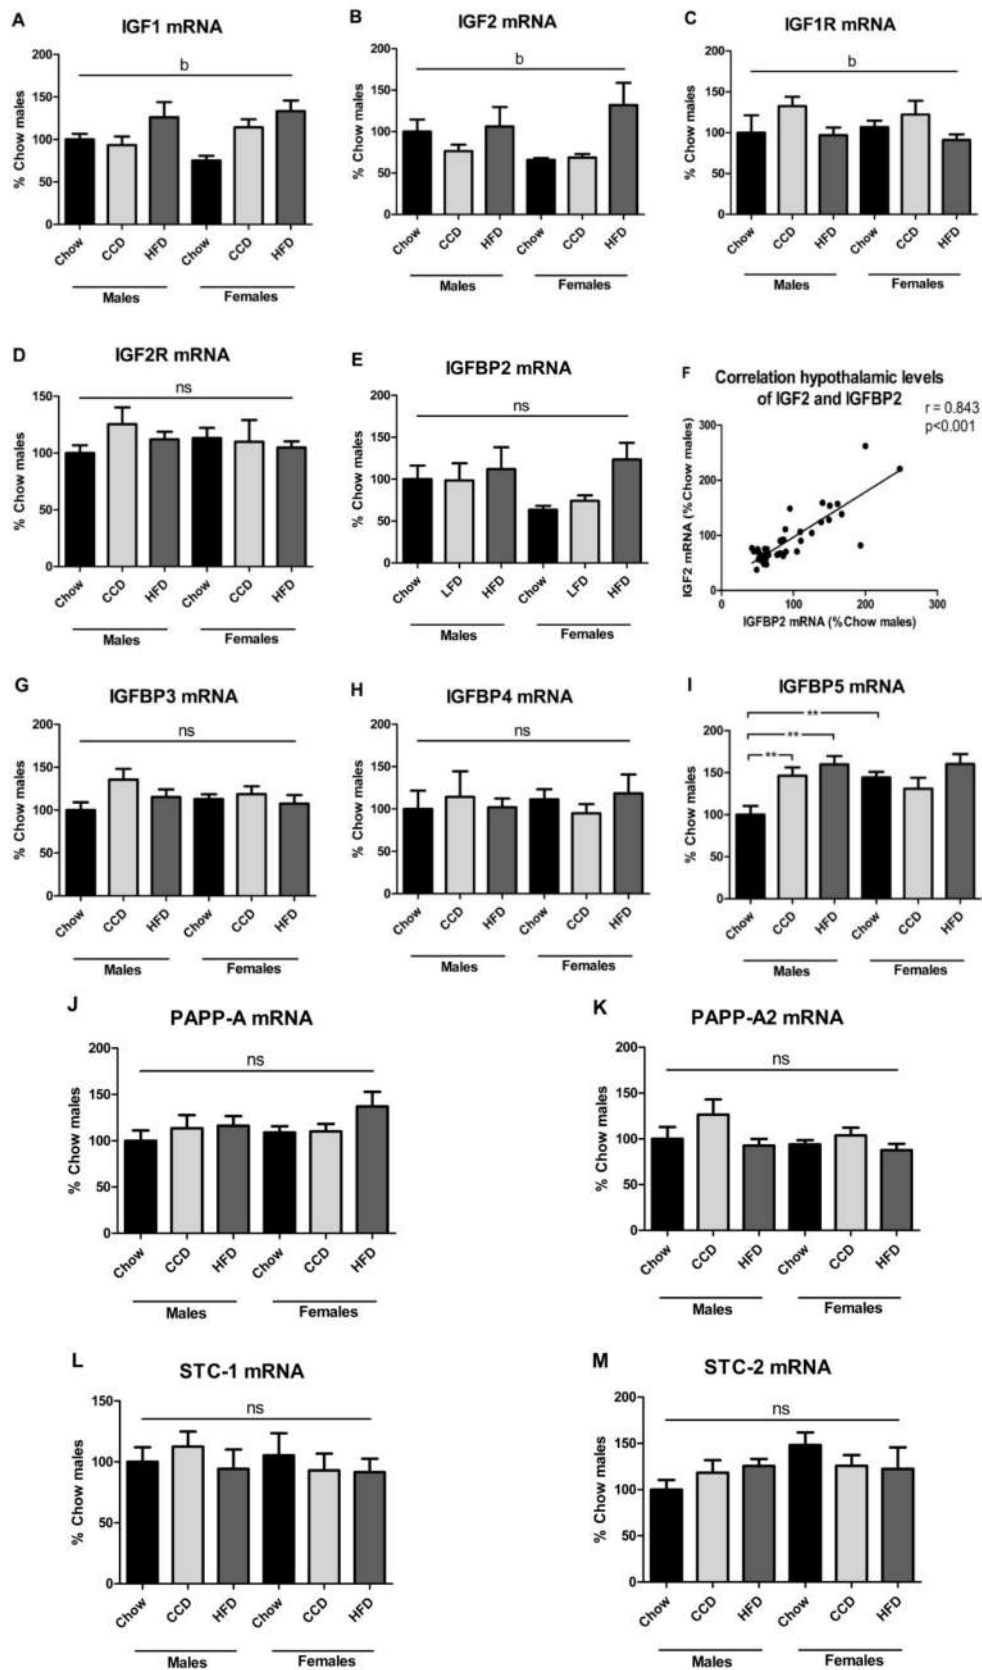 A
IGF1 mRNA
% Chow males
200
150
100
50
0
b
Chow
CCD
HFD
Chow
CCD
HFD
Males
Females
B
IGF2 mRNA
% Chow males
200
150
100
50
0
b
Chow
CCD
HFD
Chow
CCD
HFD
Males
Females
C
IGF1R mRNA
% Chow males
200
150
100
50
0
b
Chow
CCD
HFD
Chow
CCD
HFD
Males
Females
D
IGF2R mRNA
% Chow males
150
100
50
0
ns
Chow
CCD
HFD
Chow
CCD
HFD
Males
Females
E
IGFBP2 mRNA
% Chow males
200
150
100
50
0
ns
Chow
LFD
HFD
Chow
LFD
HFD
Males
Females
F
Correlation hypothalamic levels
of IGF2 and IGFBP2
r = 0.843
p<0.001
IGF2 mRNA (% Chow males)
300
200
100
0
0
100
200
300
IGFBP2 mRNA (% Chow males)
G
IGFBP3 mRNA
% Chow males
200
150
100
50
0
ns
Chow
CCD
HFD
Chow
CCD
HFD
Males
Females
H
IGFBP4 mRNA
% Chow males
200
150
100
50
0
ns
Chow
CCD
HFD
Chow
CCD
HFD
Males
Females
I
IGFBP5 mRNA
% Chow males
200
150
100
50
0
**
**
**
Chow
CCD
HFD
Chow
CCD
HFD
Males
Females
J
PAPP-A mRNA
% Chow males
200
150
100
50
0
ns
Chow
CCD
HFD
Chow
CCD
HFD
Males
Females
K
PAPP-A2 mRNA
% Chow males
200
150
100
50
0
ns
Chow
CCD
HFD
Chow
CCD
HFD
Males
Females
L
STC-1 mRNA
% Chow males
150
100
50
0
ns
Chow
CCD
HFD
Chow
CCD
HFD
Males
Females
M
STC-2 mRNA
% Chow males
200
150
100
50
0
ns
Chow
CCD
HFD
Chow
CCD
HFD
Males
Females